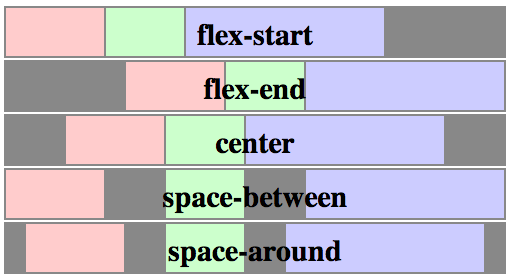 flex-start
flex-end
center
space-between
space-around